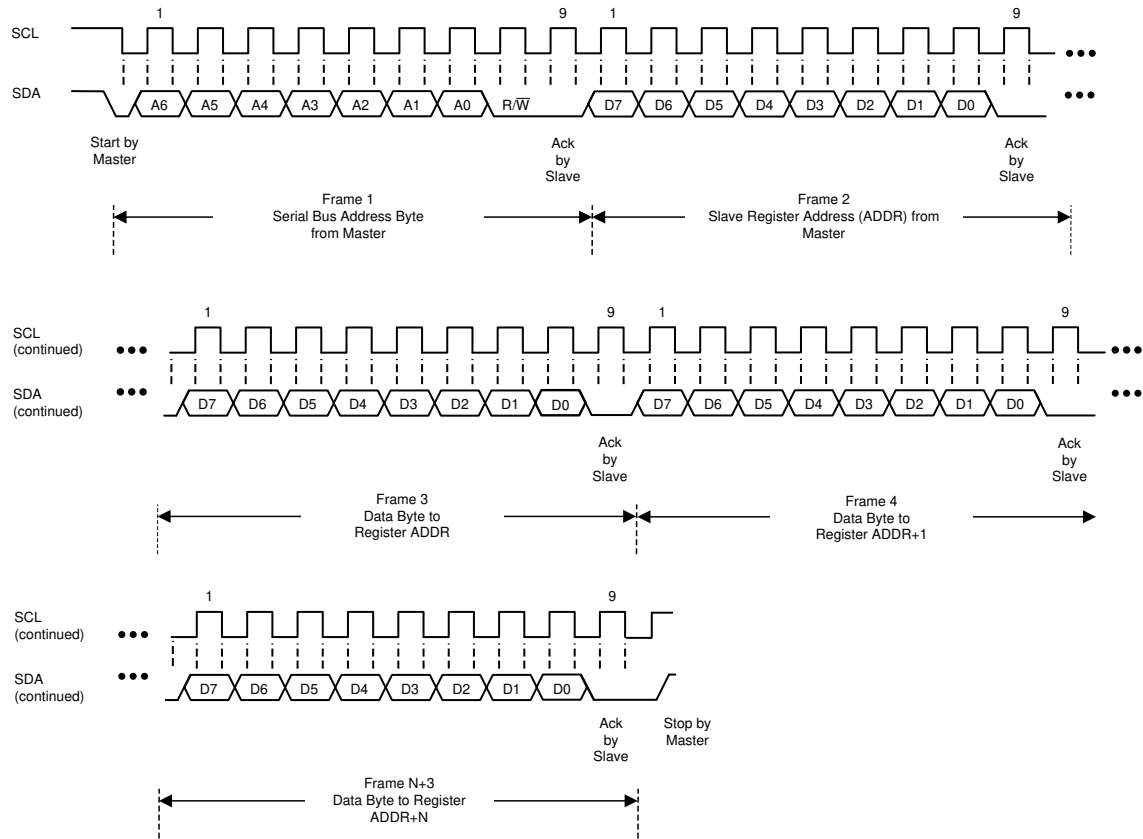 1 9 1 9
SCL
SDA A6 A5 A4 A3 A2 A1 A0 R/W̅ D7 D6 D5 D4 D3 D2 D1 D0
Start by
Master
Ack
by
Slave
Ack
by
Slave
Frame 1
Serial Bus Address Byte
from Master
Frame 2
Slave Register Address (ADDR) from
Master
1 9 1 9
SCL
(continued)
SDA
(continued)
D7 D6 D5 D4 D3 D2 D1 D0 D7 D6 D5 D4 D3 D2 D1 D0
Ack
by
Slave
Ack
by
Slave
Frame 3
Data Byte to
Register ADDR
Frame 4
Data Byte to
Register ADDR+1
1 9
SCL
(continued)
SDA
(continued)
D7 D6 D5 D4 D3 D2 D1 D0
Ack
by
Slave
Stop by
Master
Frame N+3
Data Byte to Register
ADDR+N